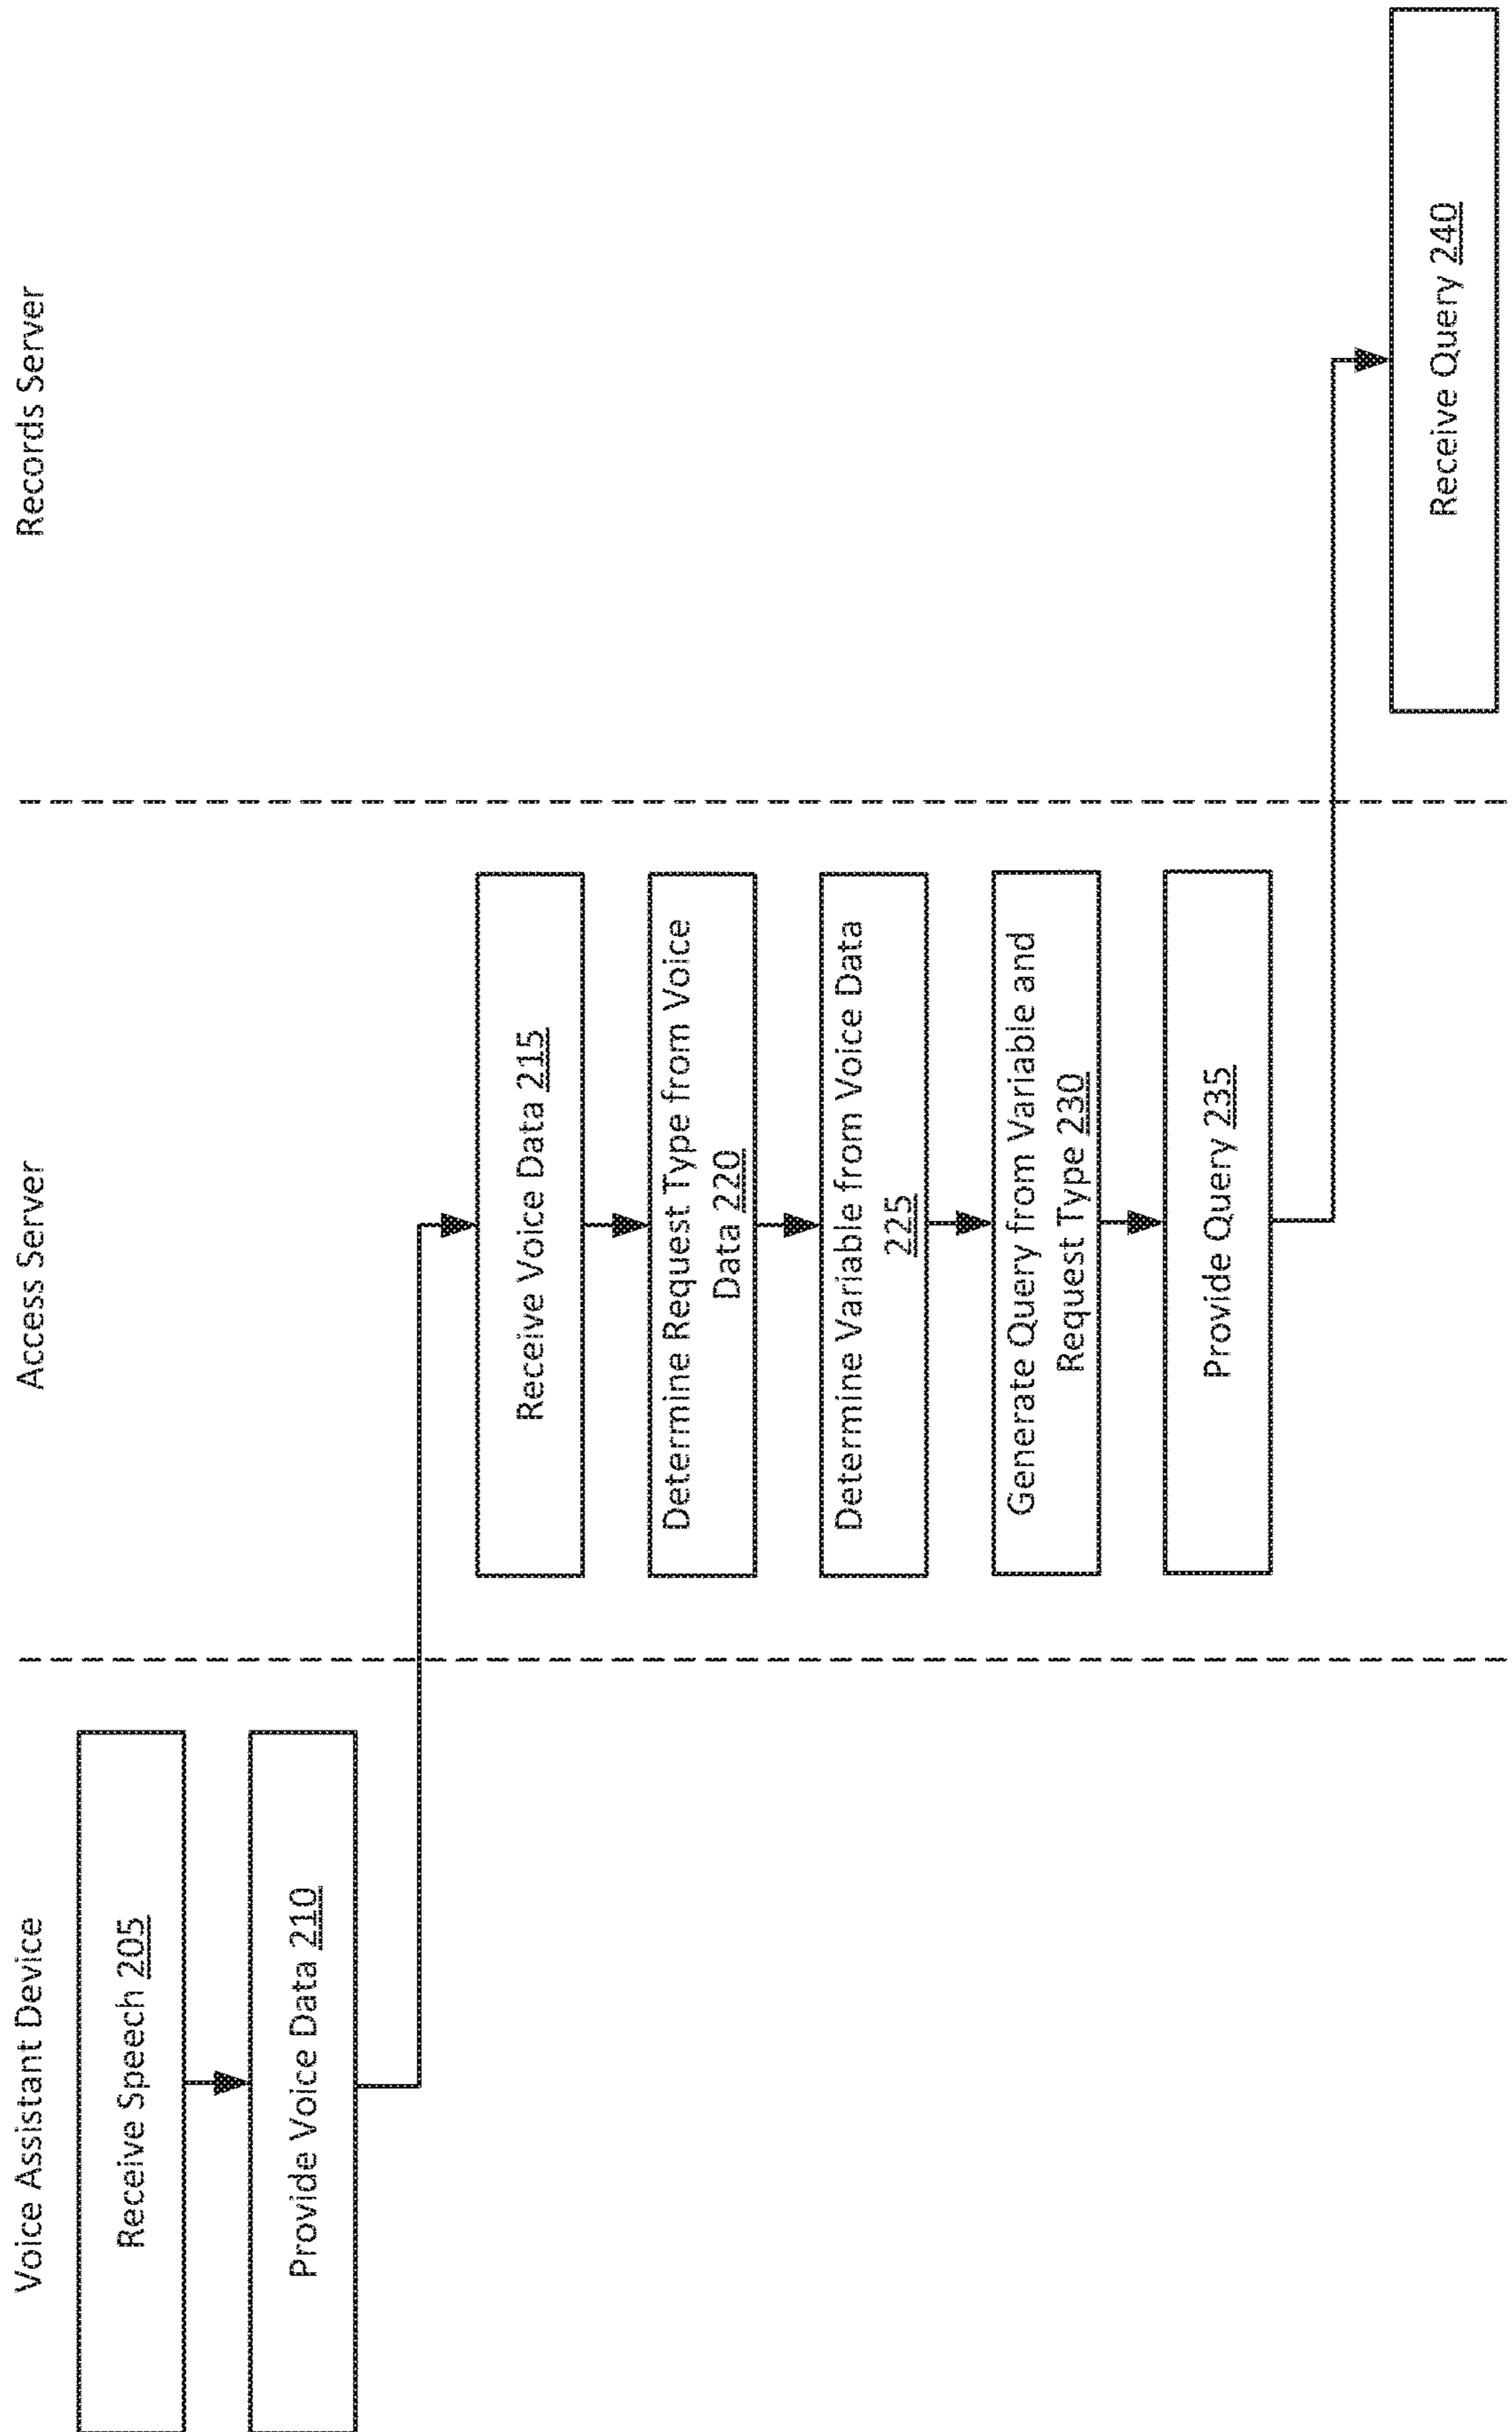 Voice Assistant Device
Access Server
Records Server
Receive Speech 205
Provide Voice Data 210
Receive Voice Data 215
Determine Request Type from Voice
Data 220
Determine Variable from Voice Data
225
Generate Query from Variable and
Request Type 230
Provide Query 235
Receive Query 240